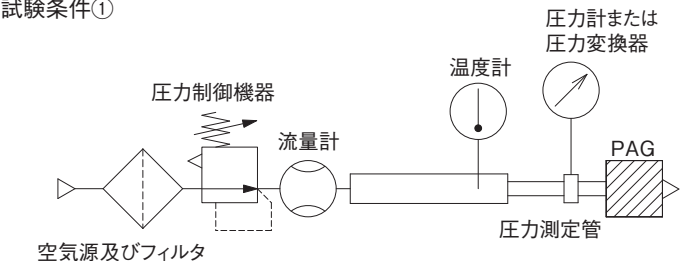 試験条件①
圧力計または
圧力変換器
温度計
圧力制御機器
流量計
PAG
圧力測定管
空気源及びフィルタ